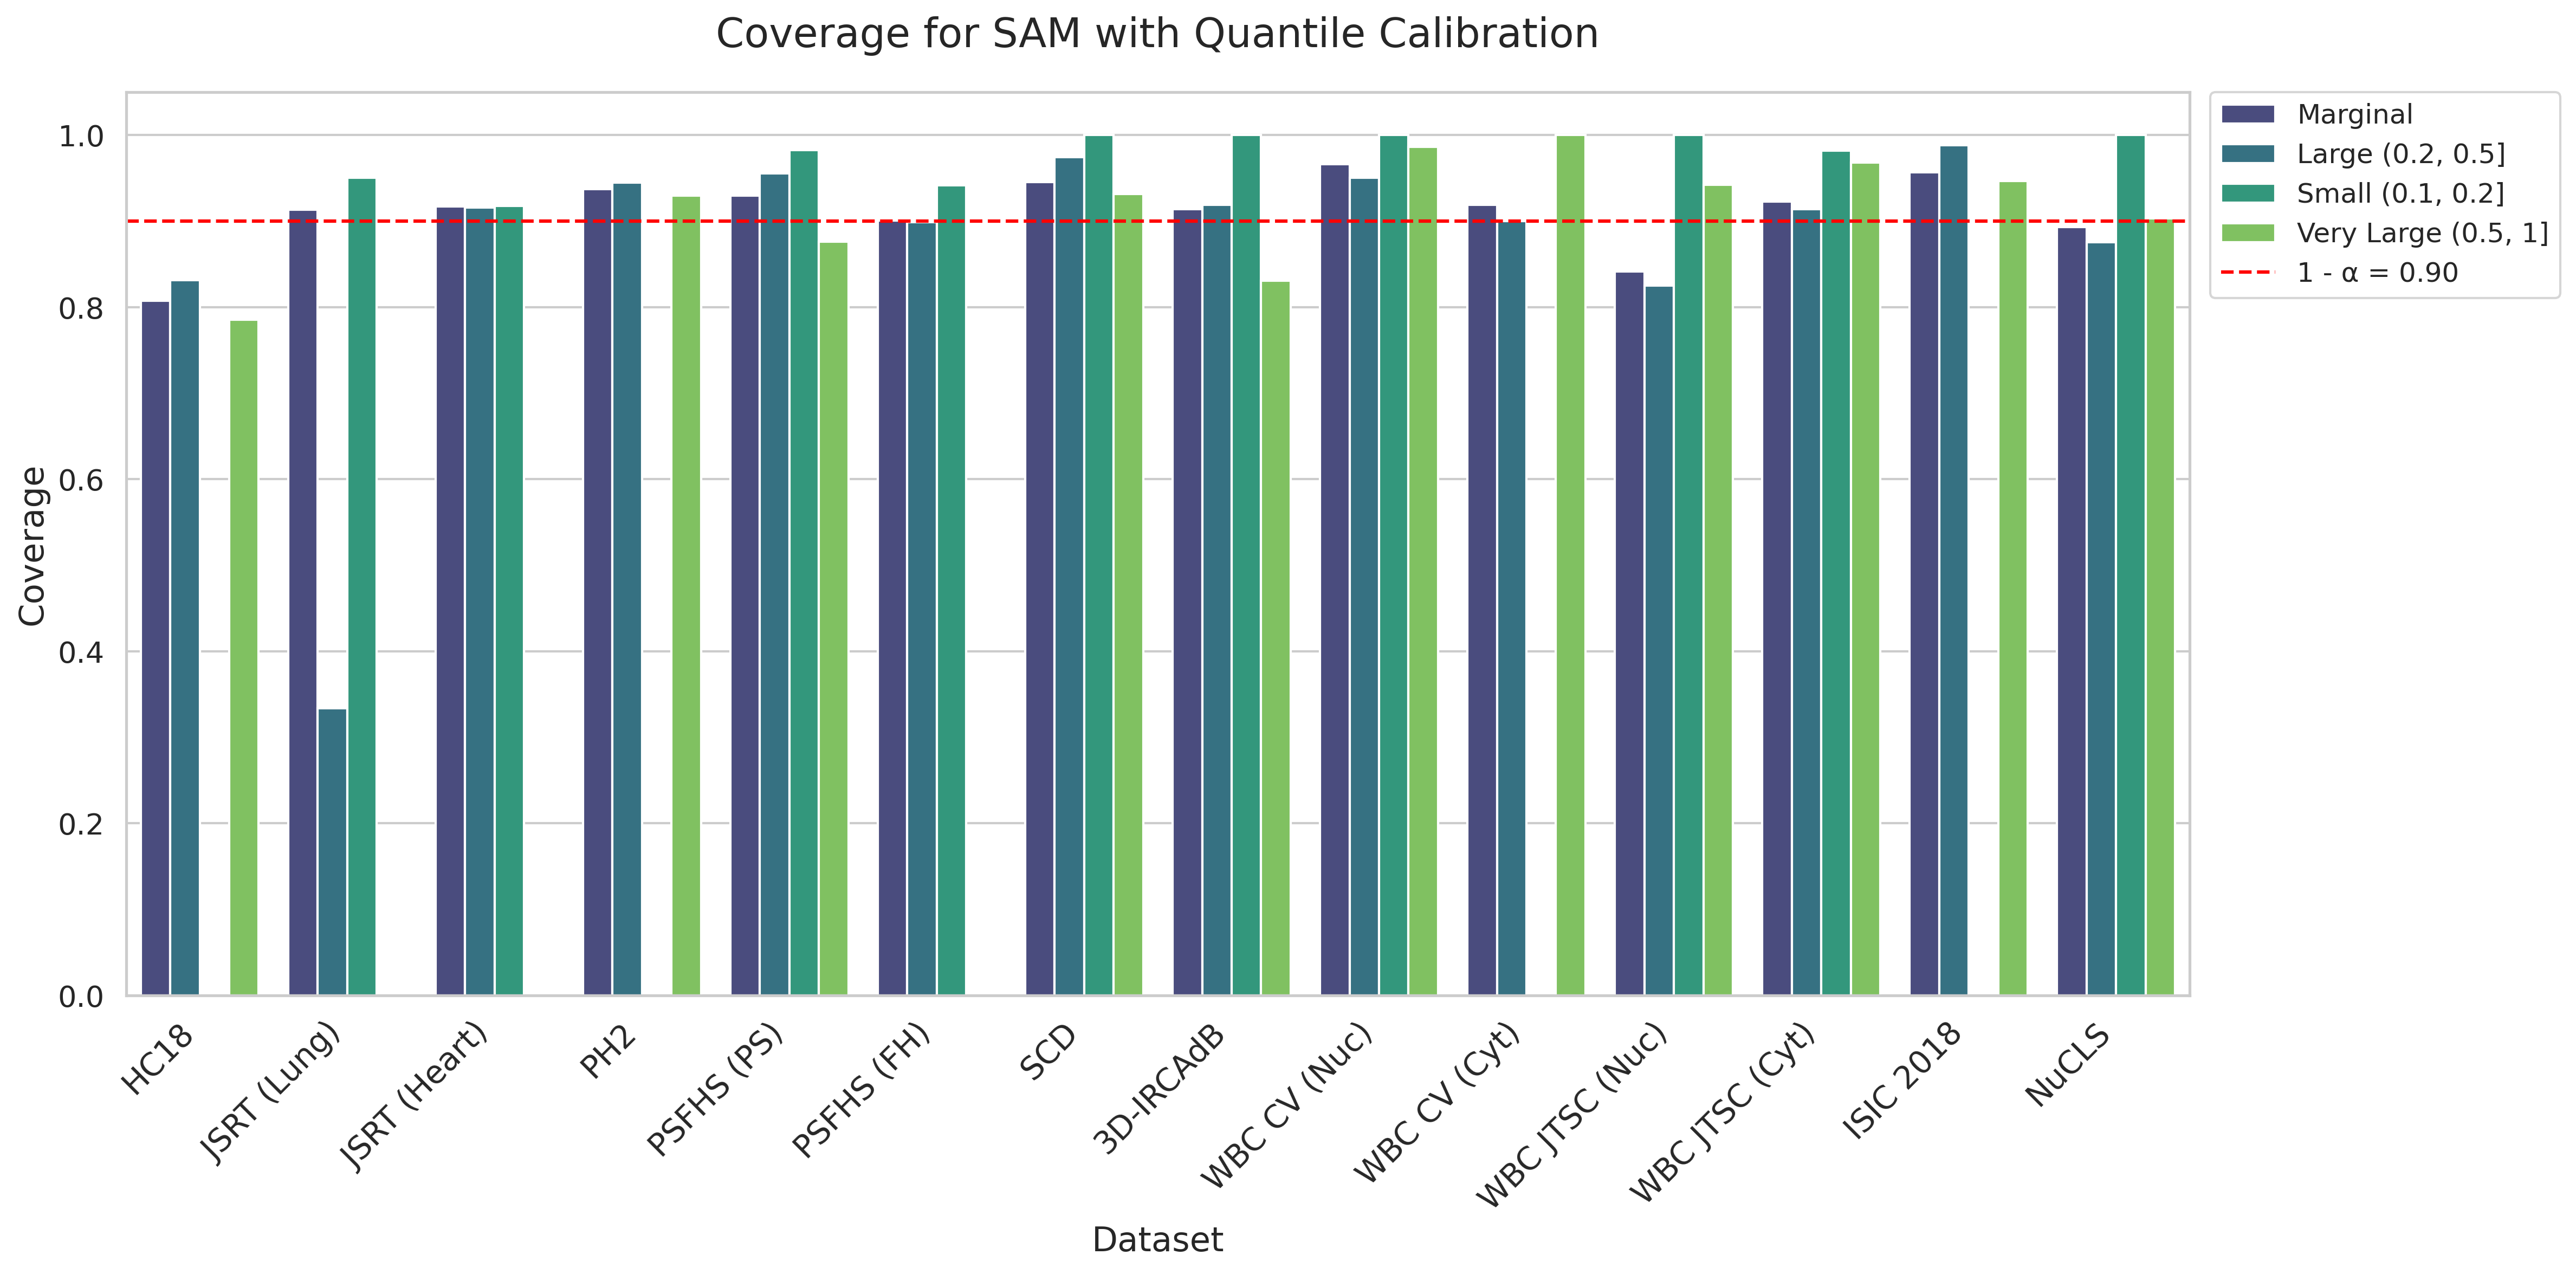 Coverage for SAM with Quantile Calibration
Marginal
Large (0.2, 0.5]
Small (0.1, 0.2]
Very Large (0.5, 1]
1 - α = 0.90
Coverage
1.0
0.8
0.6
0.4
0.2
0.0
HC18
JSRT (Lung)
JSRT (Heart)
PH2
PSFHS (PS)
PSFHS (FH)
SCD
3D-IRCAdB
WBC CV (Nuc)
WBC CV (Cyt)
WBC JTSC (Nuc)
WBC JTSC (Cyt)
ISIC 2018
NuCLS
Dataset